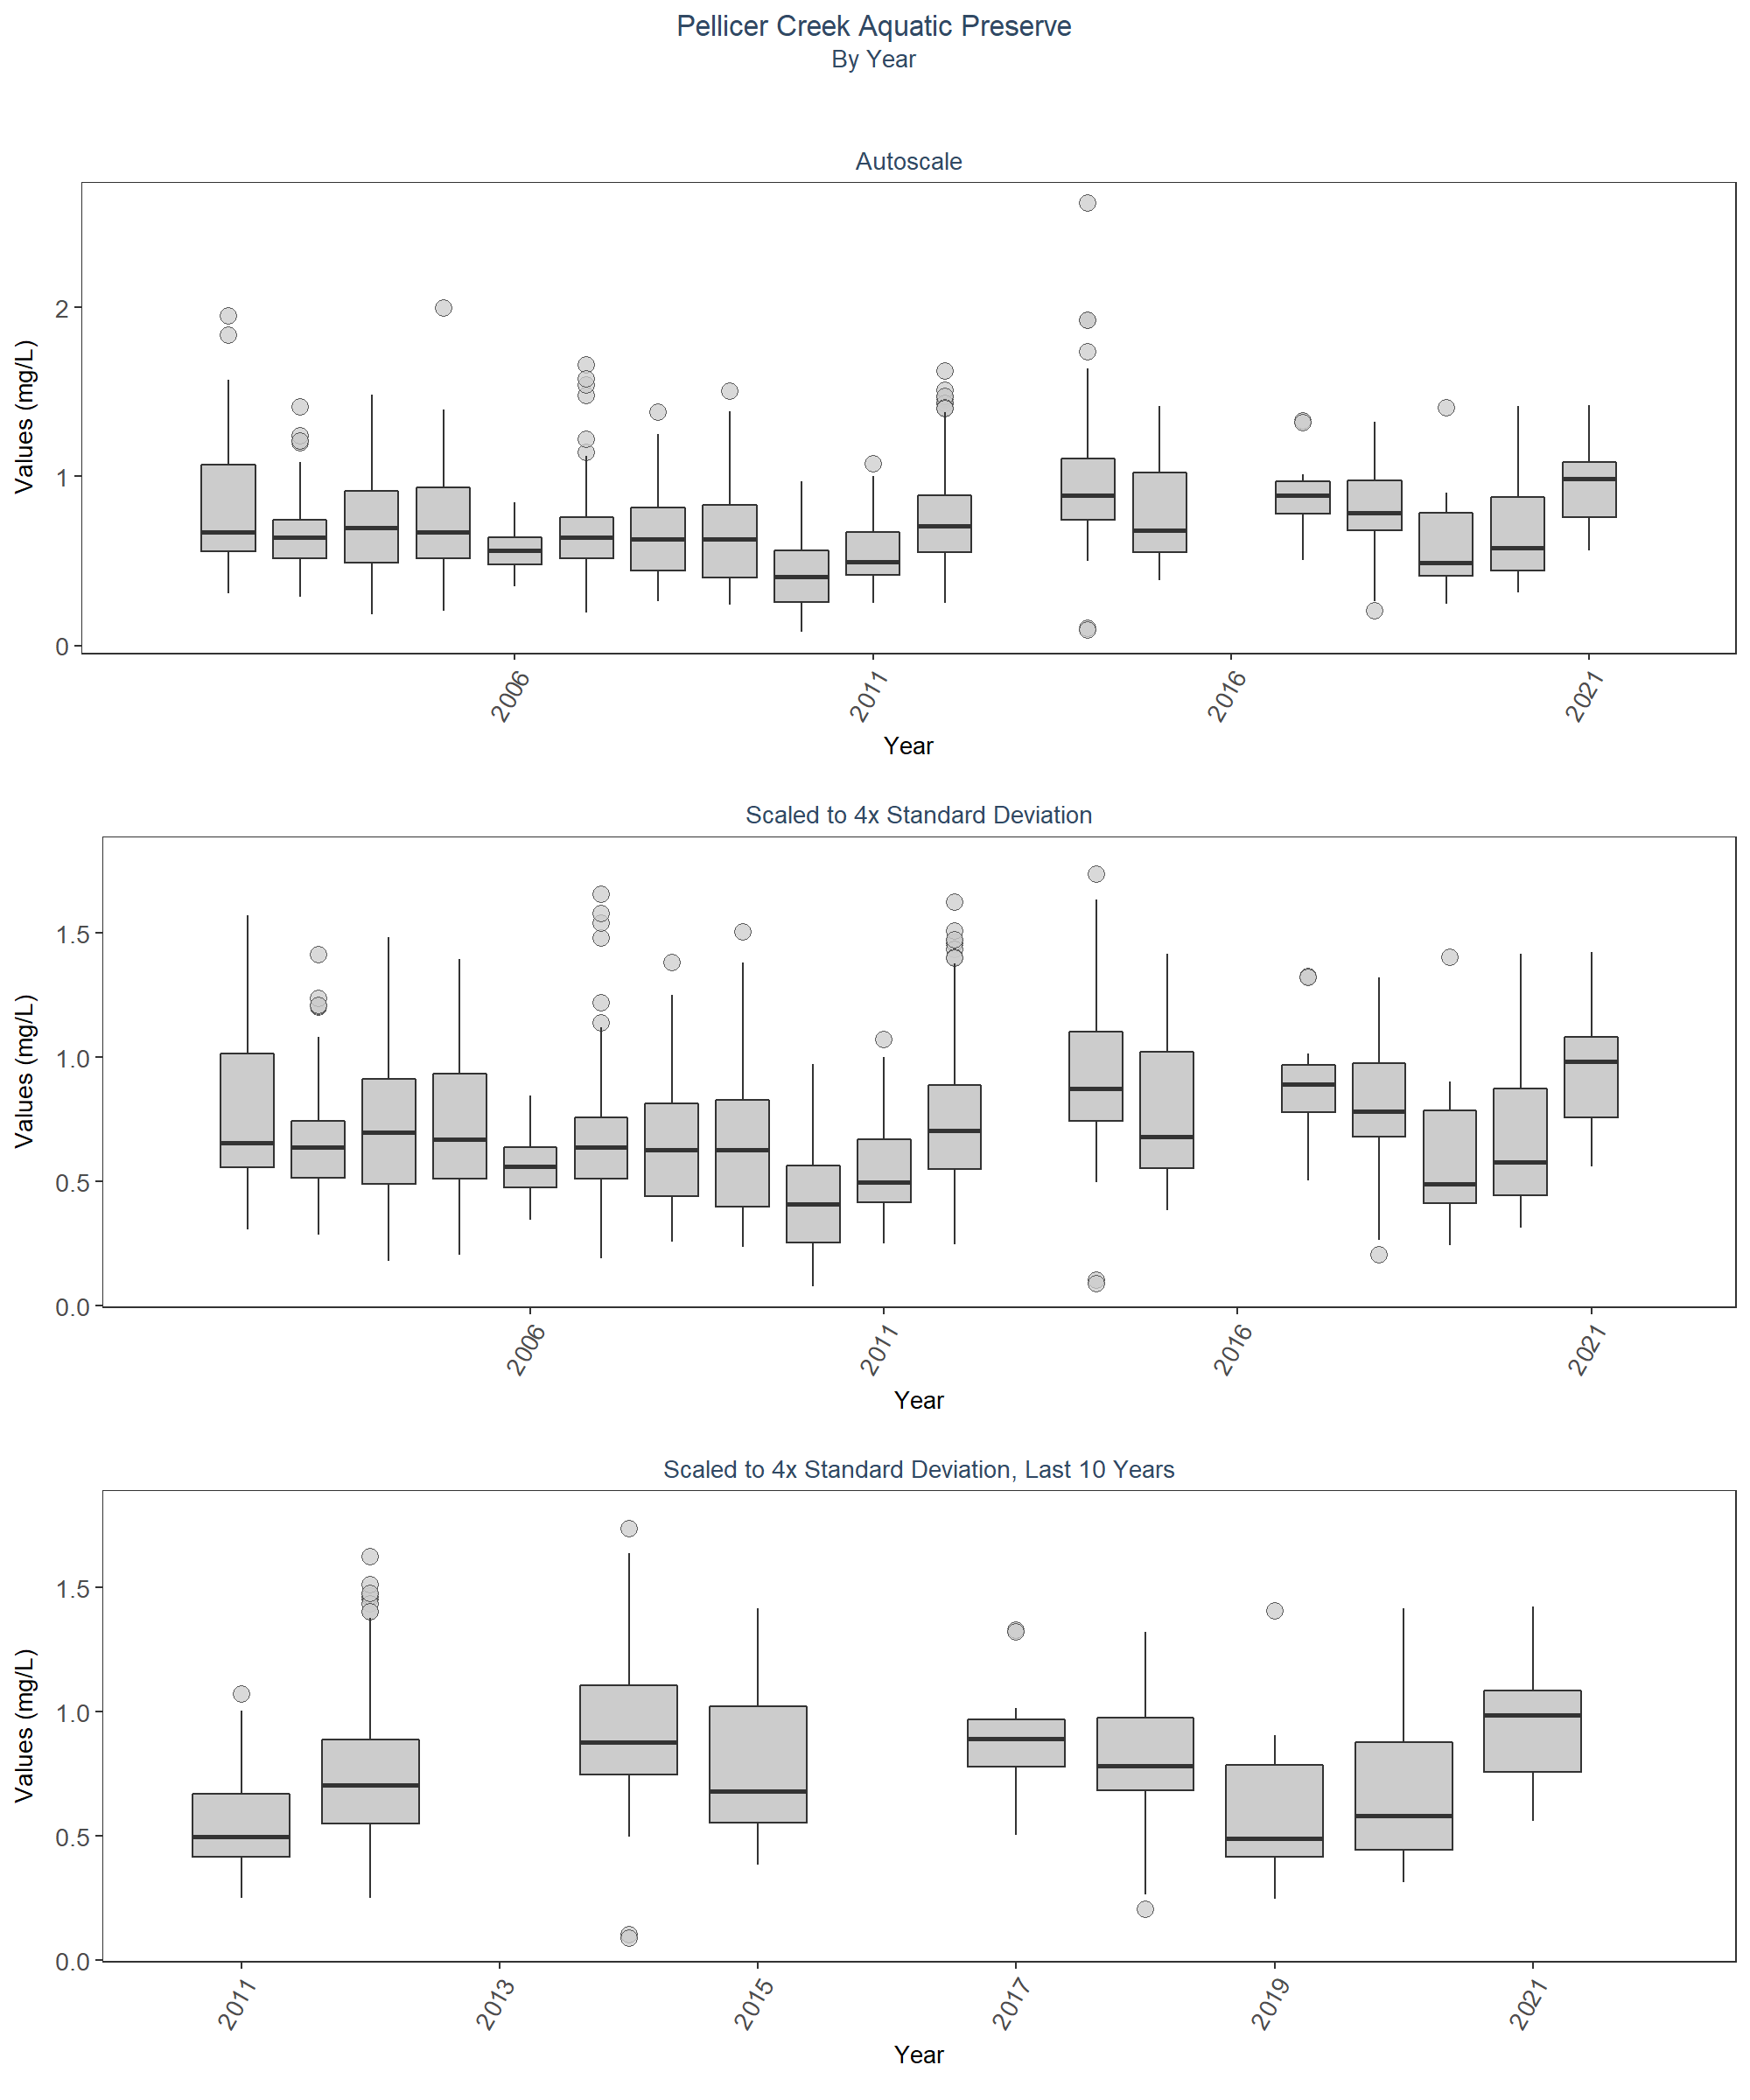 Pellicer Creek Aquatic Preserve
By Year
Autoscale
Values (mg/L)
2
1
0
2006
2011
2016
2021
Year
Scaled to 4x Standard Deviation
Values (mg/L)
1.5
1.0
0.5
0.0
2006
2011
2016
2021
Year
Scaled to 4x Standard Deviation, Last 10 Years
Values (mg/L)
1.5
1.0
0.5
0.0
2011
2013
2015
2017
2019
2021
Year